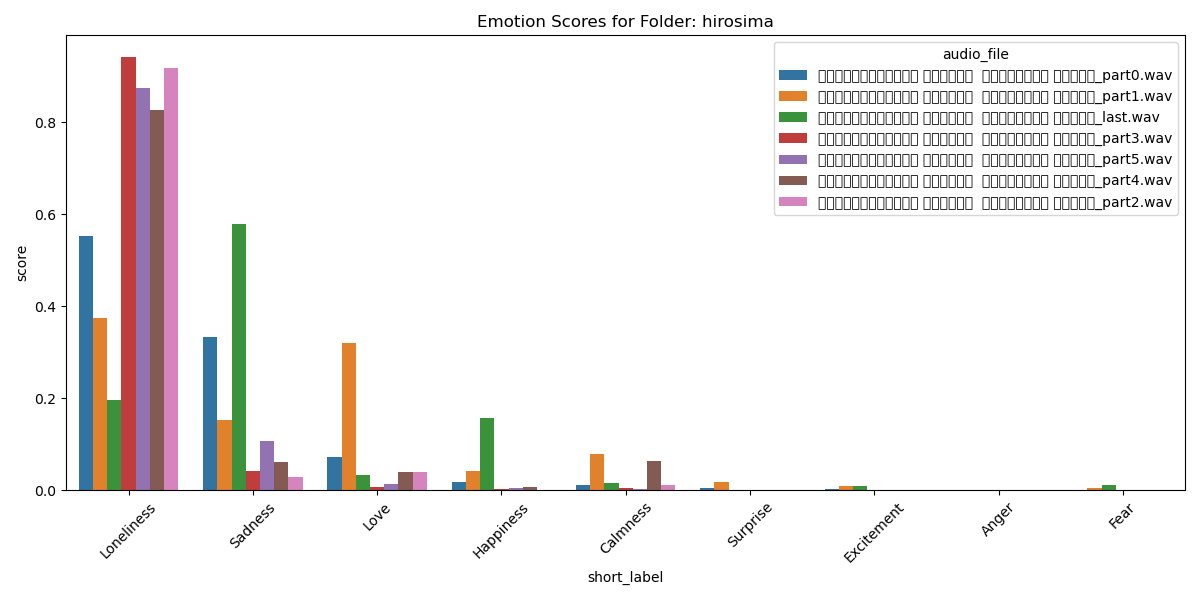 Emotion Scores for Folder: hirosima
audio_file
_part0.wav
_part1.wav
_last.wav
_part3.wav
_part5.wav
_part4.wav
_part2.wav
score
0.8
0.6
0.4
0.2
0.0
Loneliness
Sadness
Love
Happiness
Calmness
Surprise
Excitement
Anger
Fear
short_label